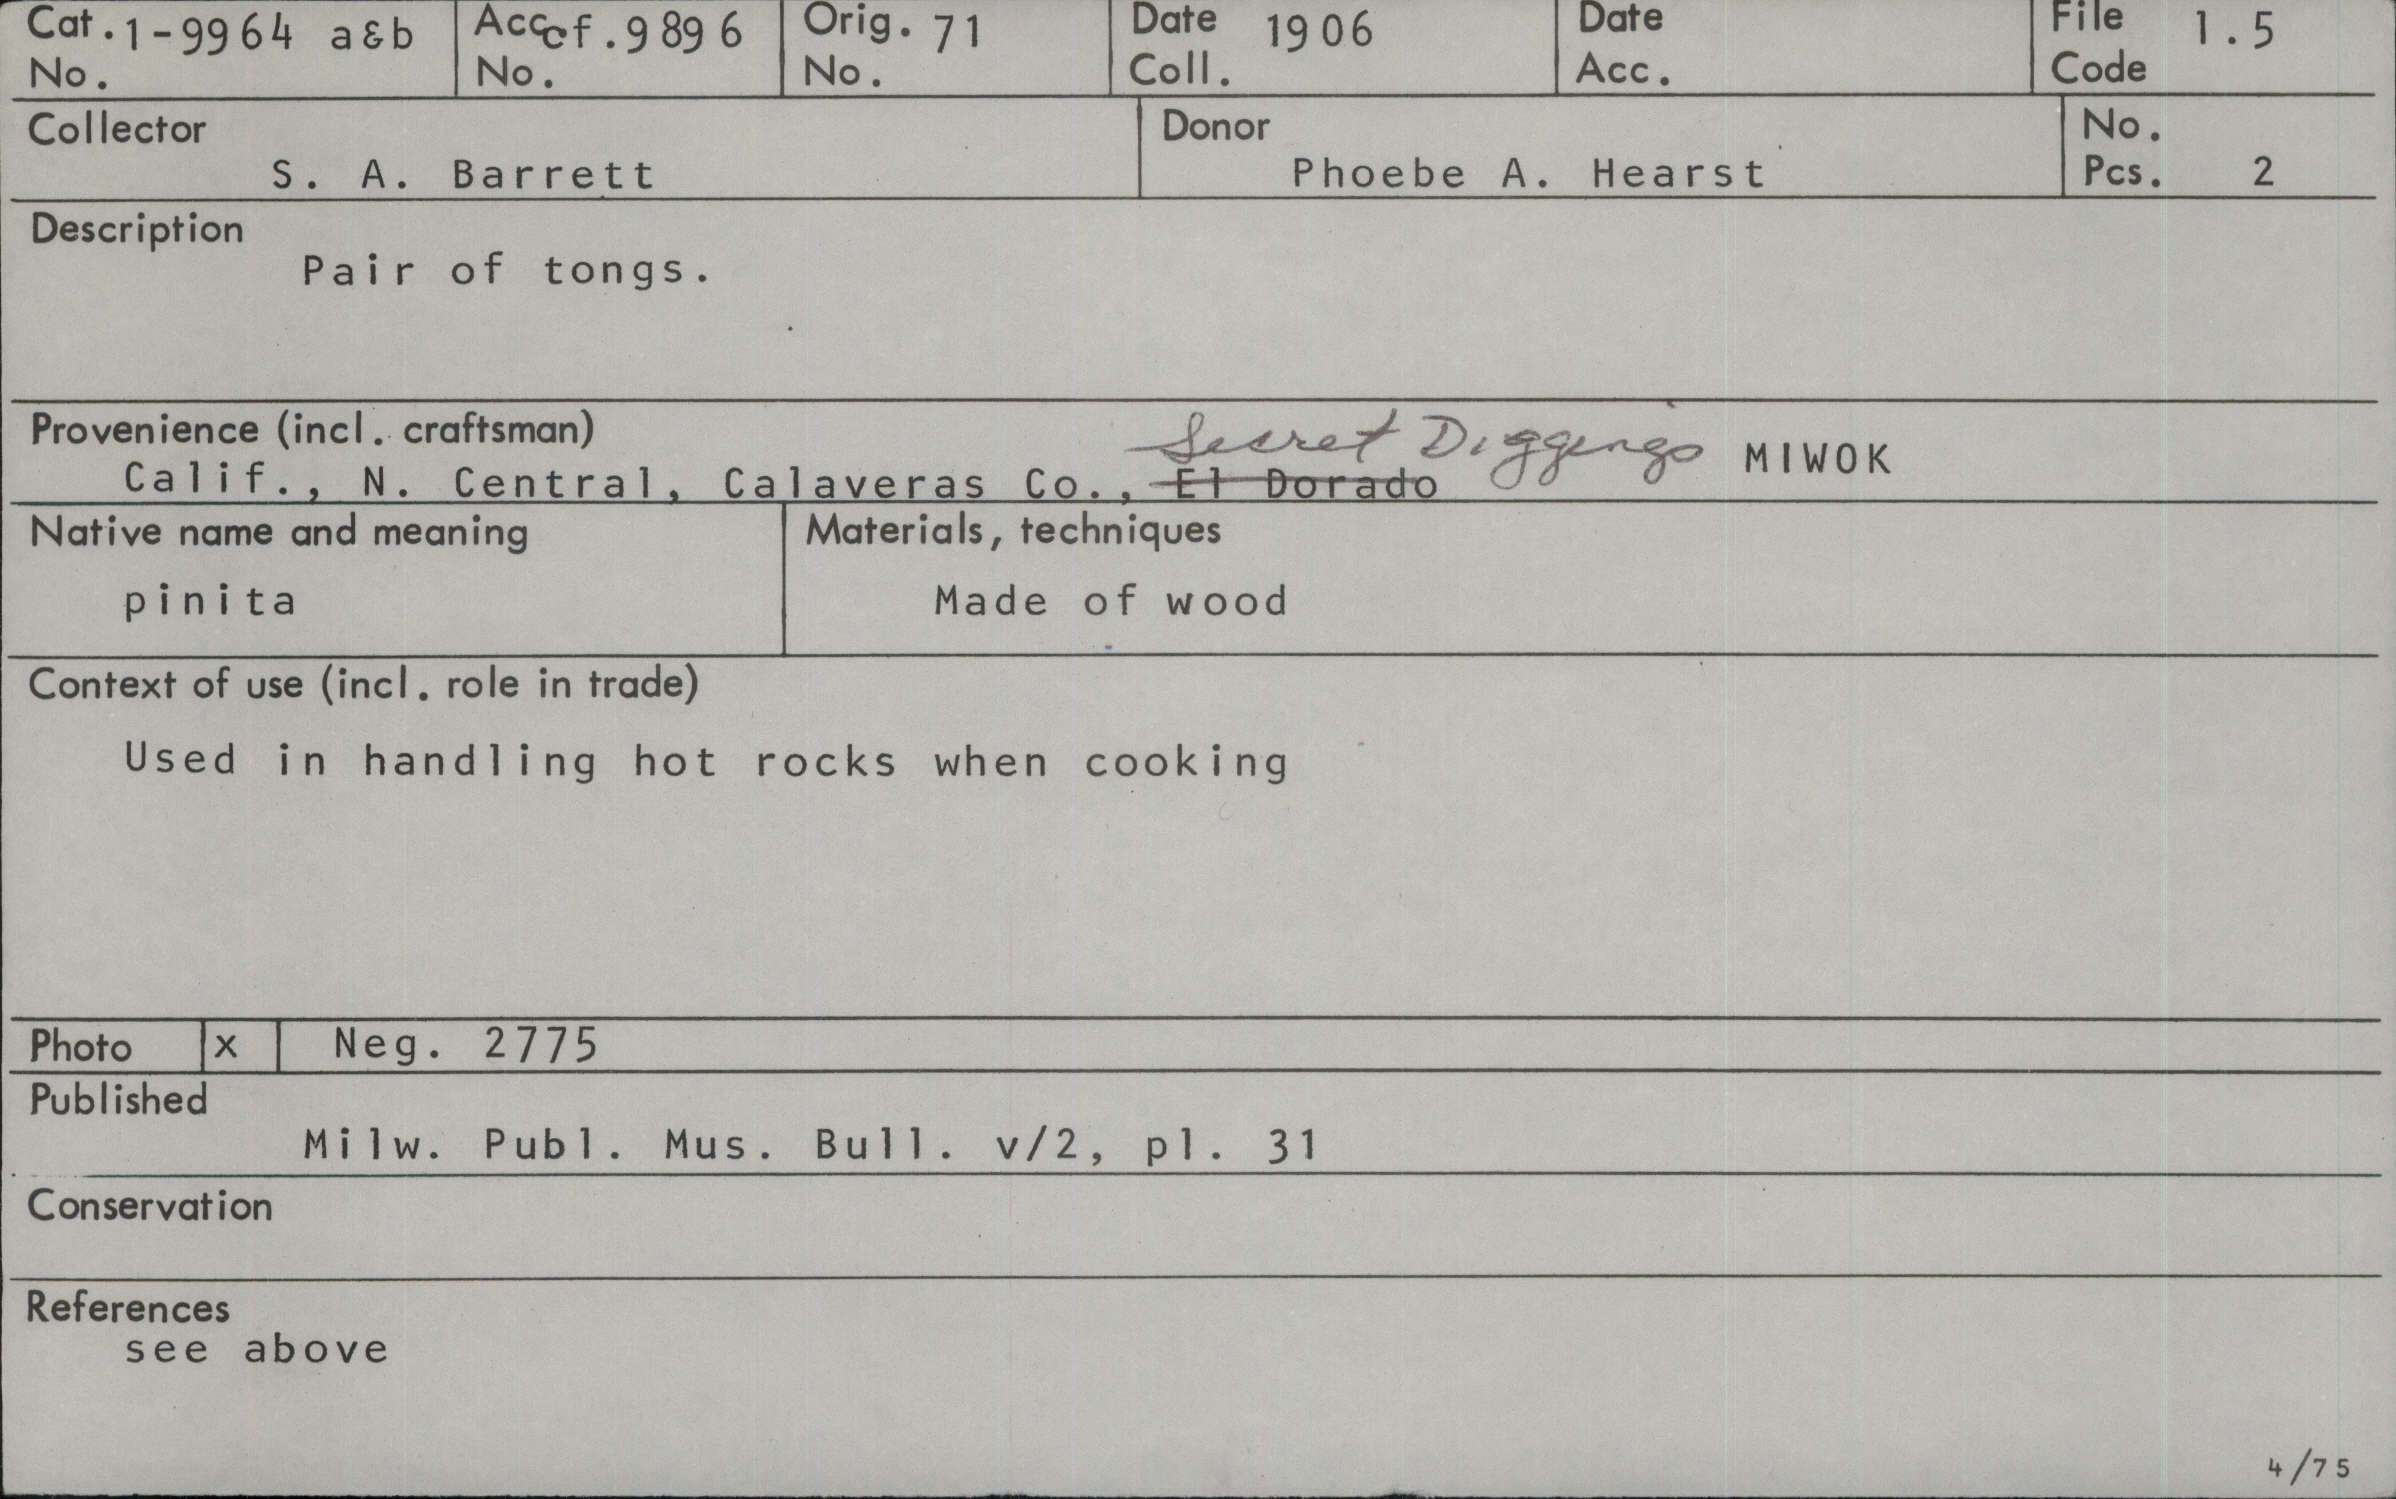 Cat. No. 1-9964 a&b Acc. No. cf.9896 Orig. No. 71 Date Coll. 1906 Date Acc. File Code 1.5
Collector Donor No.
S. A. Barrett Phoebe A. Hearst Pcs. 2
Description
Pair of tongs.
Provenience (incl. craftsman) Secret Diggings MIWOK
Calif., N. Central, Calaveras Co., El Dorado
Native name and meaning Materials, techniques
pinita Made of wood
Context of use (incl. role in trade)
Used in handling hot rocks when cooking
Photo x Neg. 2775
Published
Milw. Publ. Mus. Bull. v/2, pl. 31
Conservation
References
see above
4/75